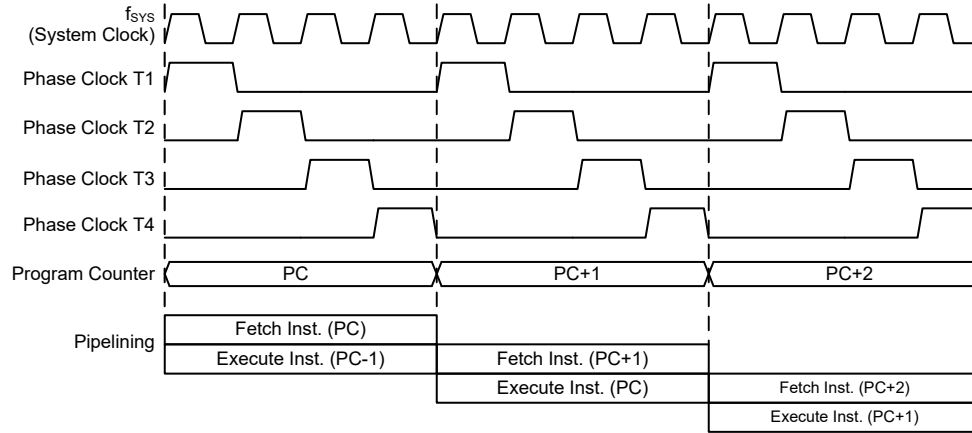 fSYS
(System Clock)
Phase Clock T1
Phase Clock T2
Phase Clock T3
Phase Clock T4
Program Counter
PC
PC+1
PC+2
Pipelining
Fetch Inst. (PC)
Execute Inst. (PC-1)
Fetch Inst. (PC+1)
Execute Inst. (PC)
Fetch Inst. (PC+2)
Execute Inst. (PC+1)